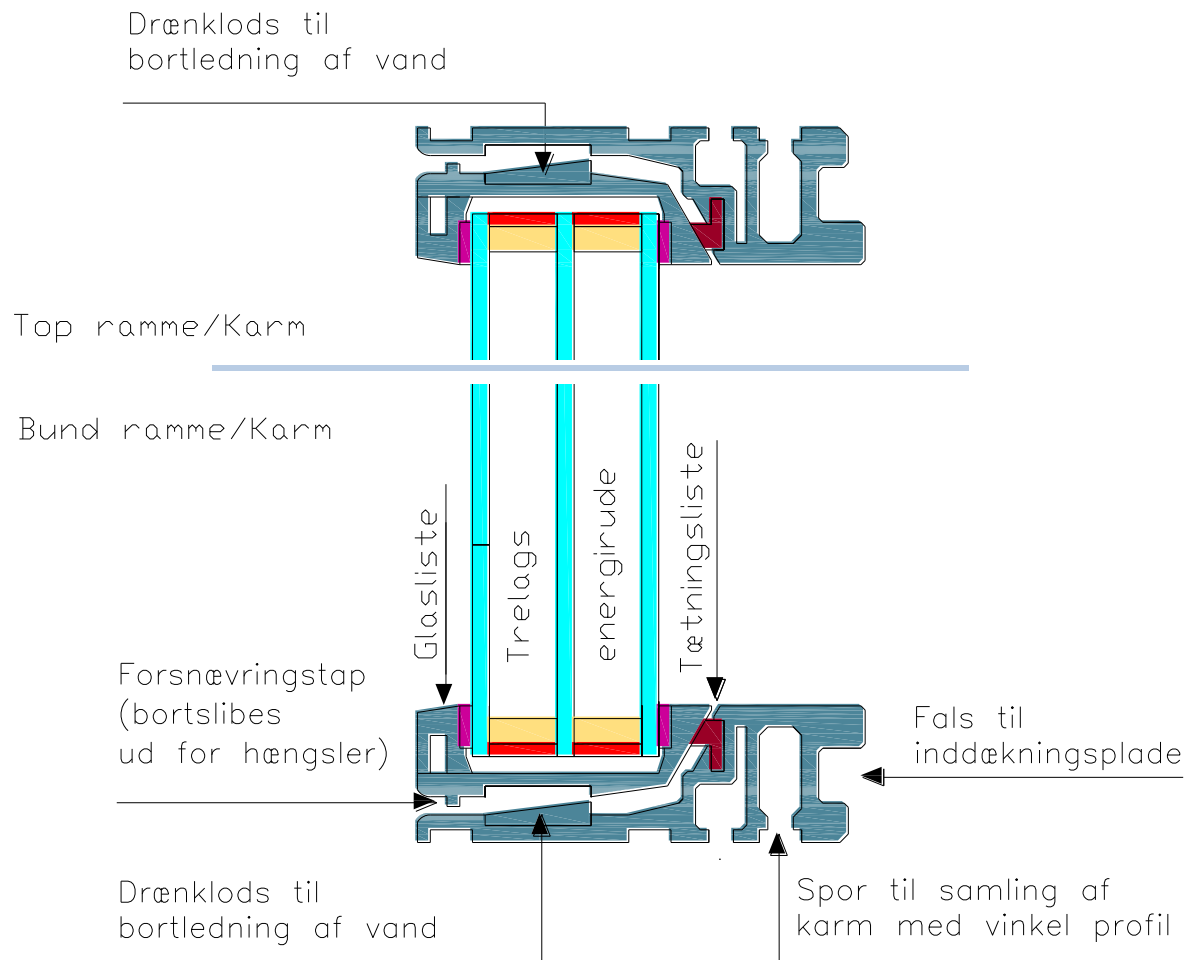 Drænklods til
bortledning af vand
Top ramme/Karm
Bund ramme/Karm
Glasliste
Trelags
energirude
Tætningsliste
Forsnævringstap
(bortslibes
ud for hængsler)
Fals til
inddækningsplade
Drænklods til
bortledning af vand
Spor til samling af
karm med vinkel profil